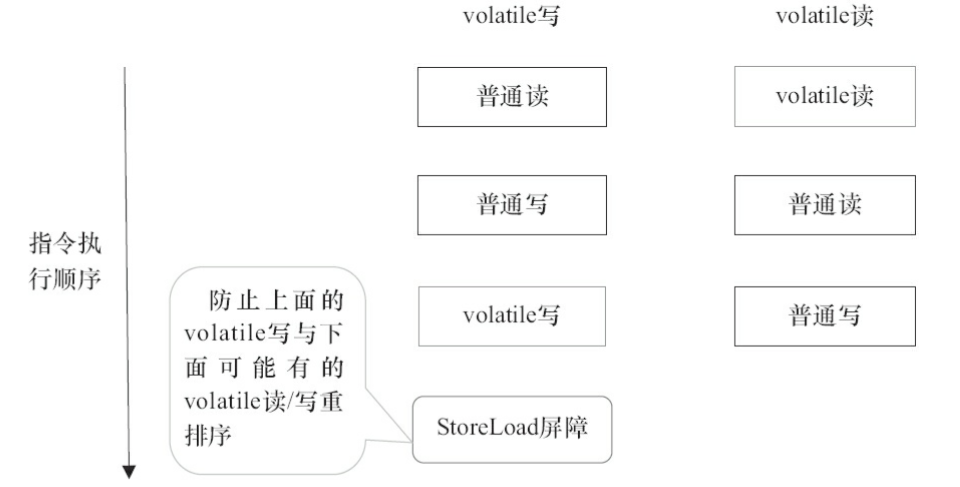 volatile写
volatile读
普通读
volatile读
普通写
普通读
指令执
行顺序
防止上面的
volatile写与下
面可能有的
volatile读/写重
排序
volatile写
普通写
StoreLoad屏障